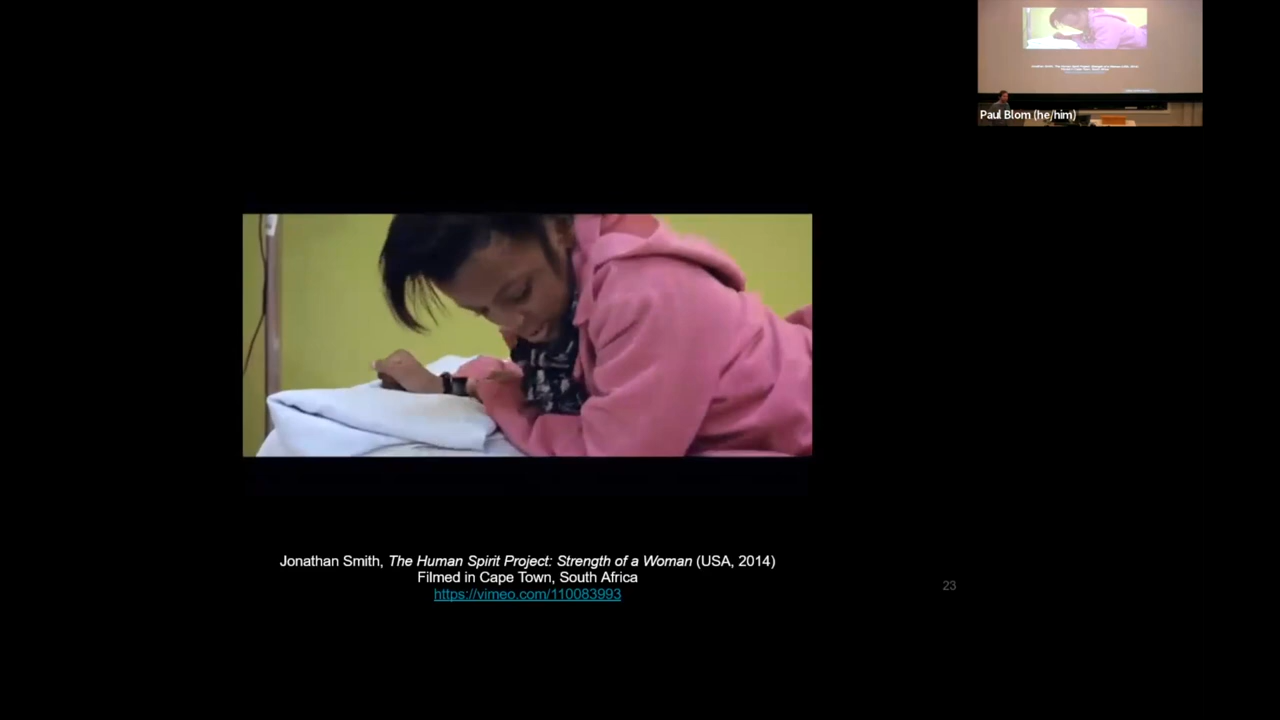 Paul Blom (he/him)
Jonathan Smith, The Human Spirit Project: Strength of a Woman (USA, 2014)
Filmed in Cape Town, South Africa
https://vimeo.com/110083993
23